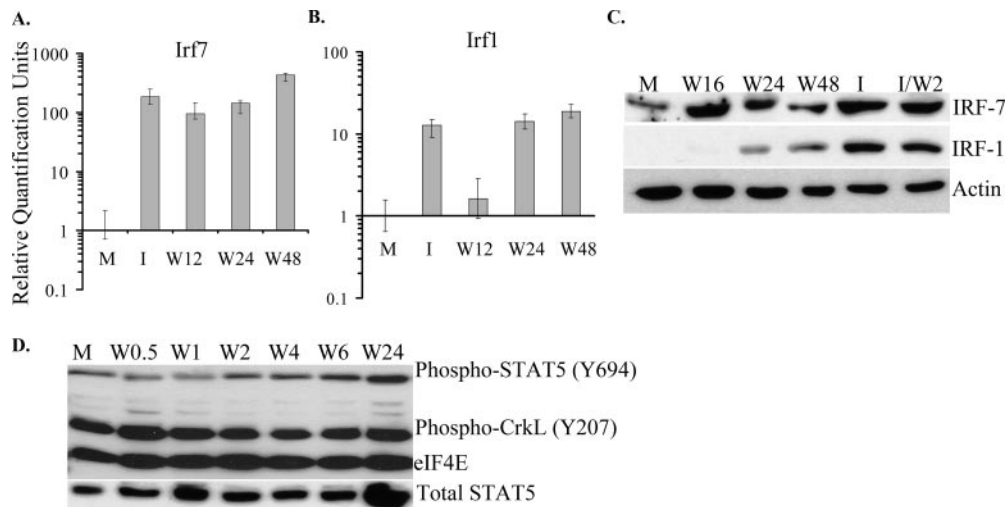 A.
Irf7
Relative Quantification Units
1000
100
10
1
0.1
M I W12 W24 W48
B.
Irf1
100
10
1
0.1
M I W12 W24 W48
C.
M W16 W24 W48 I I/W2
IRF-7
IRF-1
Actin
D.
M W0.5 W1 W2 W4 W6 W24
Phospho-STAT5 (Y694)
Phospho-CrkL (Y207)
eIF4E
Total STAT5